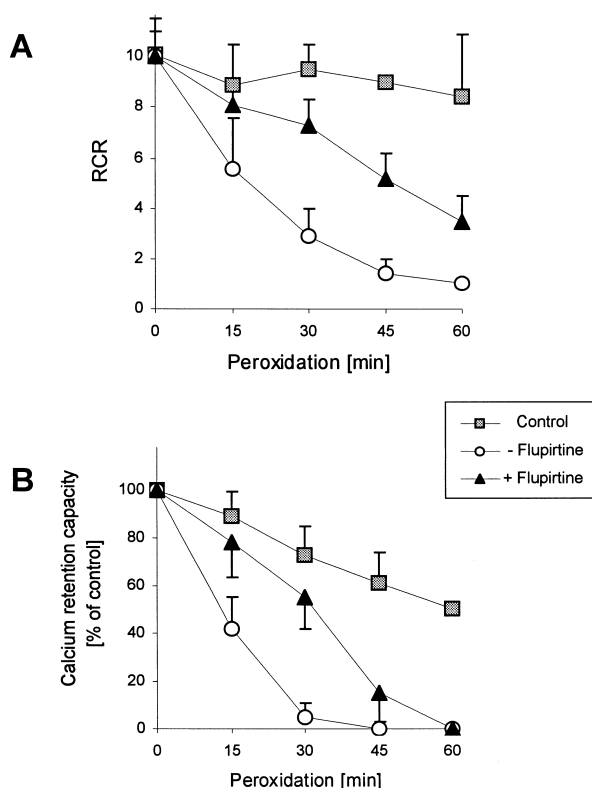 A
10
8
6
4
2
0
RCR
0 15 30 45 60
Peroxidation [min]
Control
- Flupirtine
+ Flupirtine
B
100
80
60
40
20
0
Calcium retention capacity
[% of control]
0 15 30 45 60
Peroxidation [min]